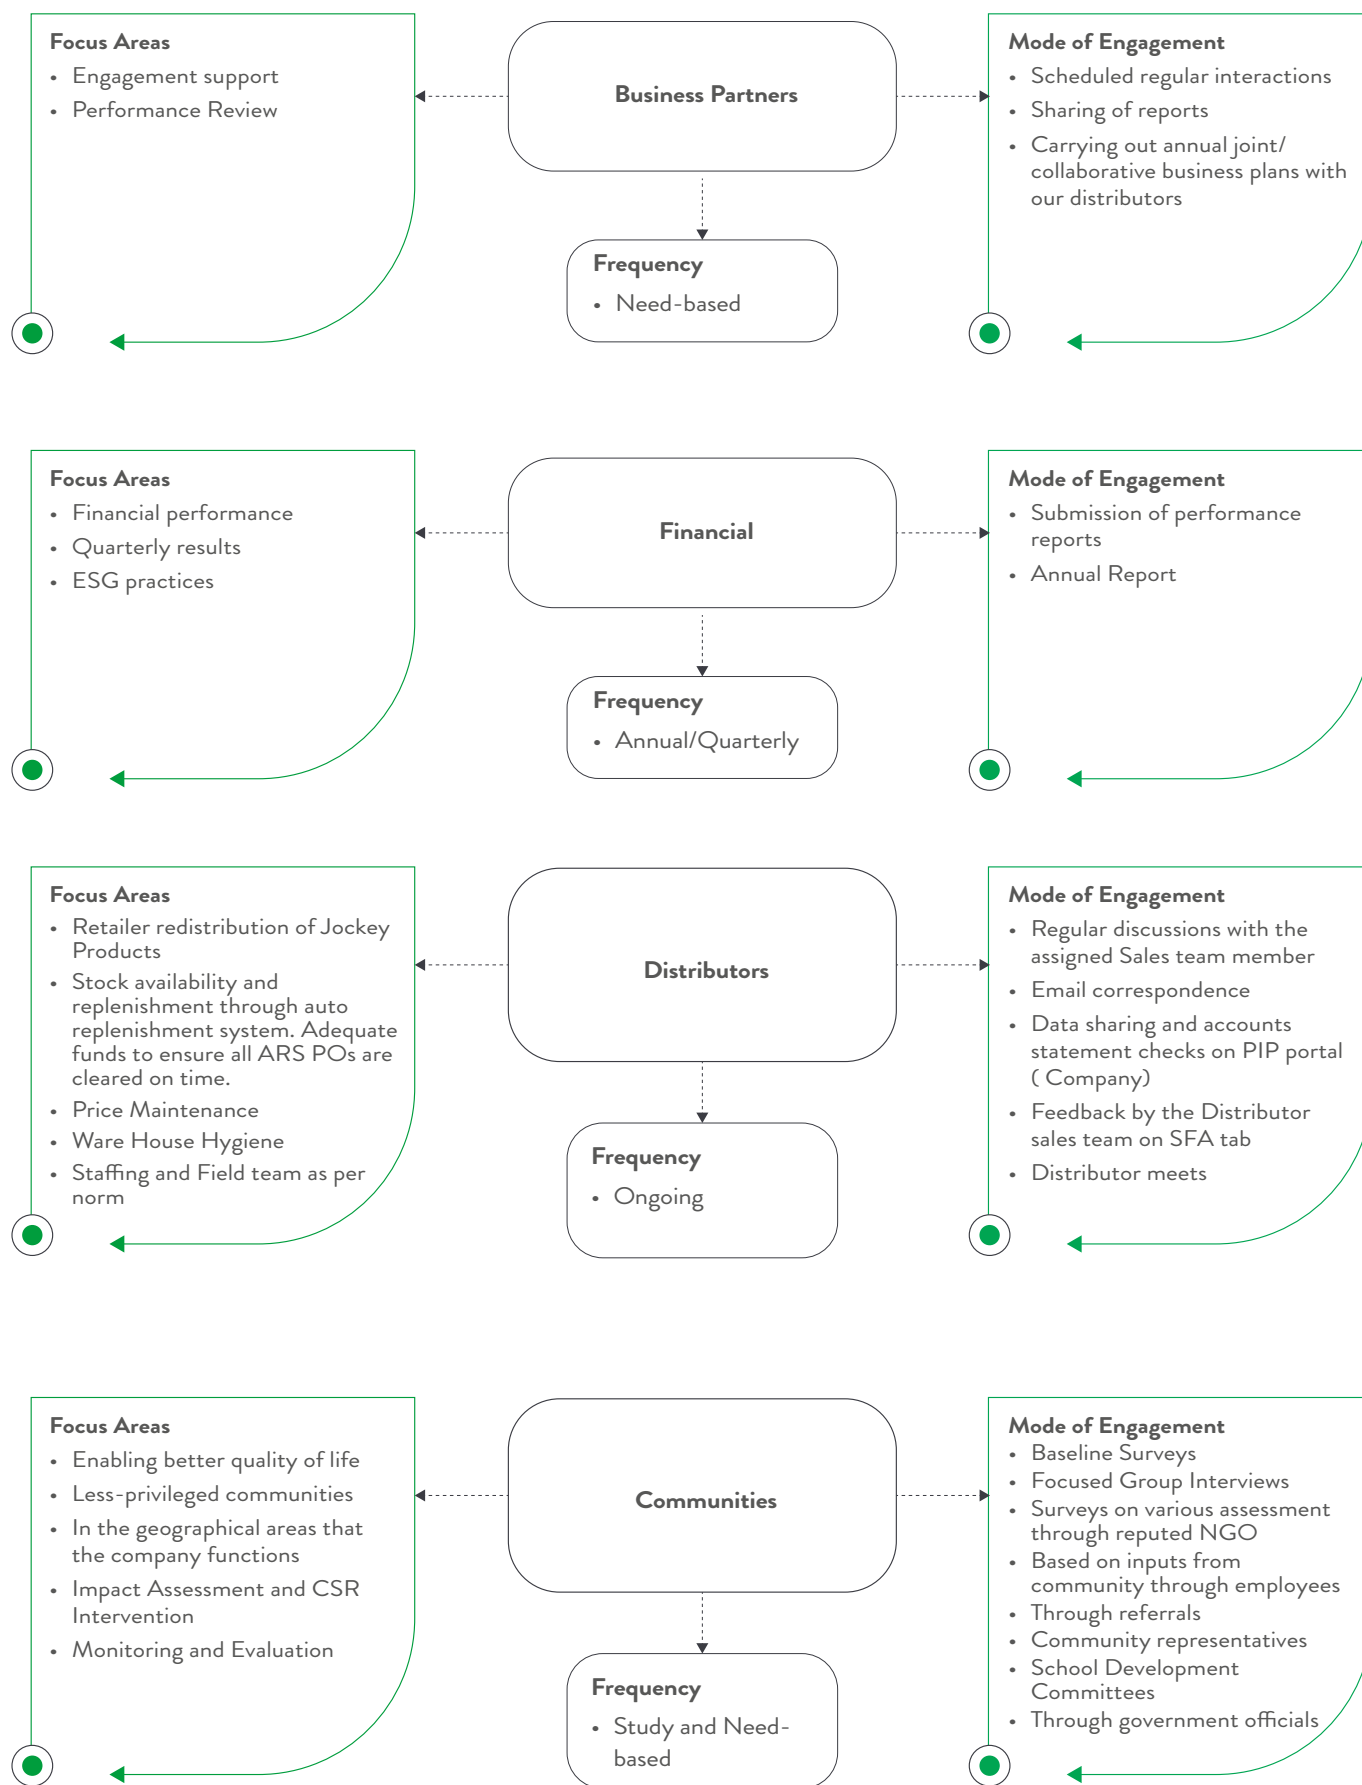 Focus Areas
• Engagement support
• Performance Review
Business Partners
Frequency
• Need-based
Mode of Engagement
• Scheduled regular interactions
• Sharing of reports
• Carrying out annual joint/
collaborative business plans with
our distributors
Focus Areas
• Financial performance
• Quarterly results
• ESG practices
Financial
Frequency
• Annual/Quarterly
Mode of Engagement
• Submission of performance
reports
• Annual Report
Focus Areas
• Retailer redistribution of Jockey
Products
• Stock availability and
replenishment through auto
replenishment system. Adequate
funds to ensure all ARS POs are
cleared on time.
• Price Maintenance
• Ware House Hygiene
• Staffing and Field team as per
norm
Distributors
Frequency
• Ongoing
Mode of Engagement
• Regular discussions with the
assigned Sales team member
• Email correspondence
• Data sharing and accounts
statement checks on PIP portal
( Company)
• Feedback by the Distributor
sales team on SFA tab
• Distributor meets
Focus Areas
• Enabling better quality of life
• Less-privileged communities
• In the geographical areas that
the company functions
• Impact Assessment and CSR
Intervention
• Monitoring and Evaluation
Communities
Frequency
• Study and Need-
based
Mode of Engagement
• Baseline Surveys
• Focused Group Interviews
• Surveys on various assessment
through reputed NGO
• Based on inputs from
community through employees
• Through referrals
• Community representatives
• School Development
Committees
• Through government officials